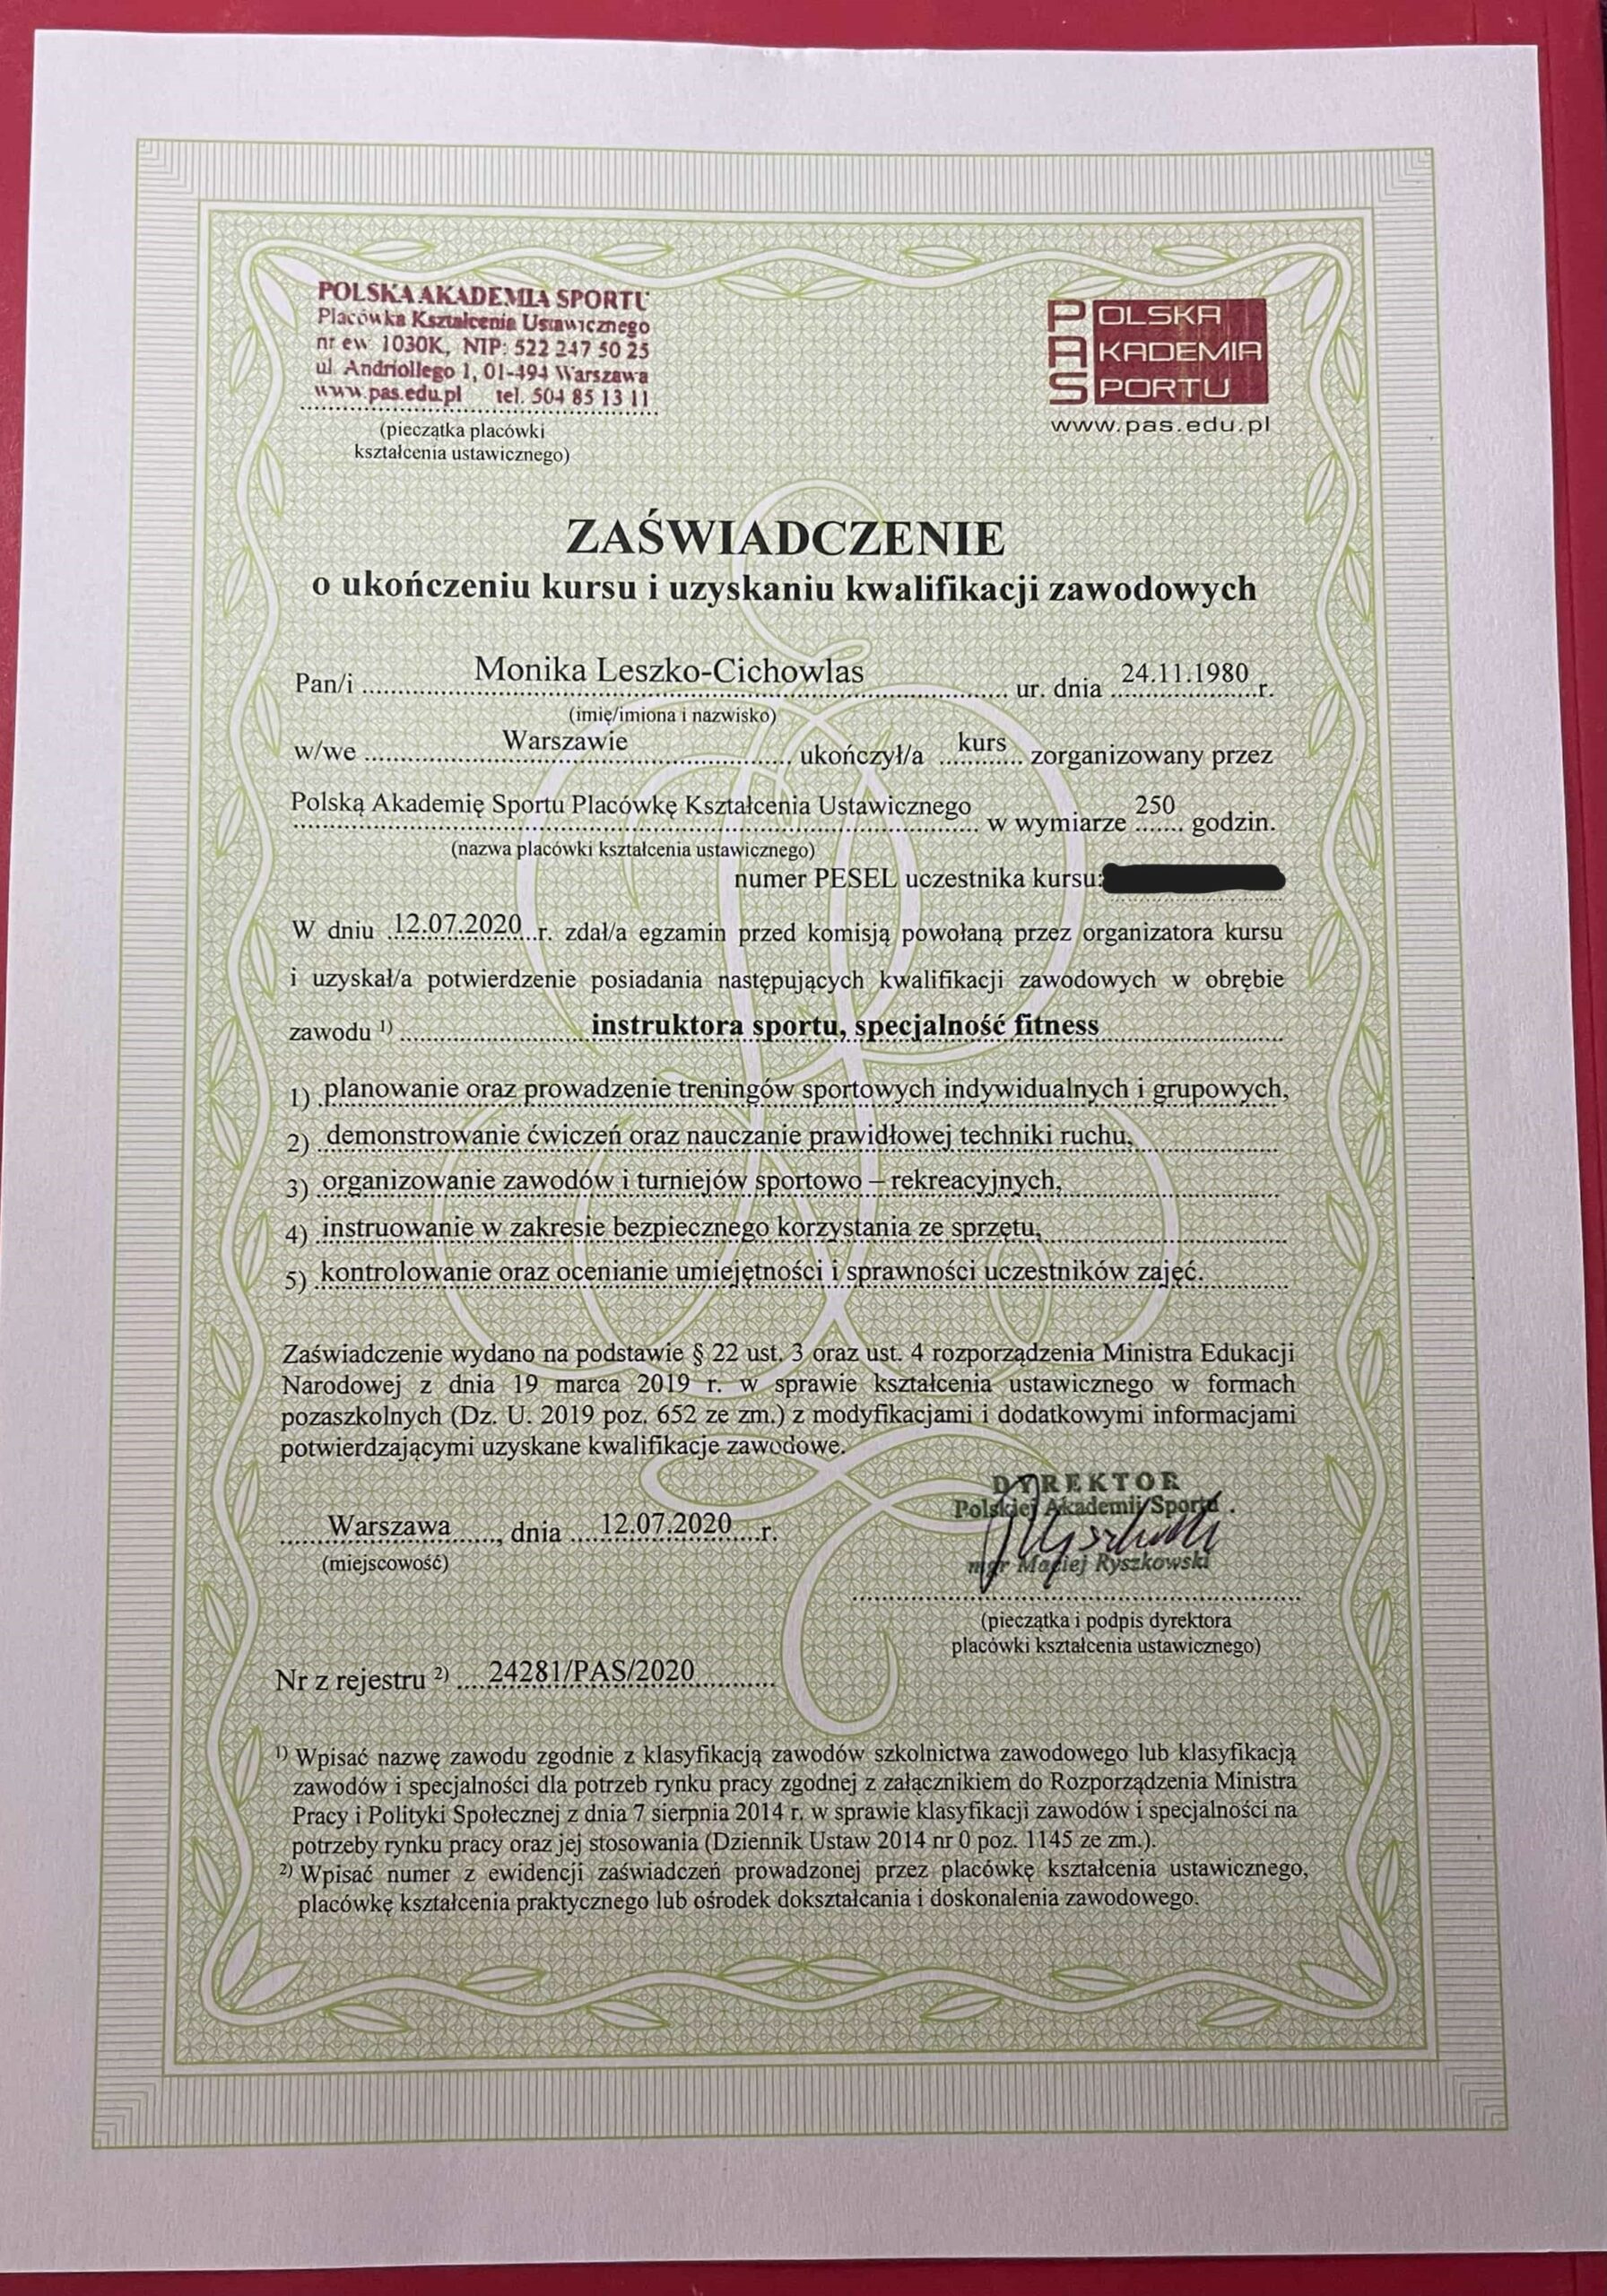 POLSKA AKADEMIA SPORTU
Placówka Kształcenia Ustawicznego
nr ew. 1030K, NIP: 522 247 50 25
ul. Andriollego 1, 01-494 Warszawa
www.pas.edu.pl tel. 504 85 13 11
(pieczątka placówki
kształcenia ustawicznego)
POLSKA
AKADEMIA
SPORTU
www.pas.edu.pl
ZAŚWIADCZENIE
o ukończeniu kursu i uzyskaniu kwalifikacji zawodowych
Pan/i Monika Leszko-Cichowlas ur. dnia 24.11.1980 r.
(imię/imiona i nazwisko)
w/we Warszawie ukończył/a kurs zorganizowany przez
Polską Akademię Sportu Placówkę Kształcenia Ustawicznego w wymiarze 250 godzin.
(nazwa placówki kształcenia ustawicznego)
numer PESEL uczestnika kursu:
W dniu 12.07.2020 r. zdał/a egzamin przed komisją powołaną przez organizatora kursu
i uzyskał/a potwierdzenie posiadania następujących kwalifikacji zawodowych w obrębie
zawodu 1) instruktora sportu, specjalność fitness
1) planowanie oraz prowadzenie treningów sportowych indywidualnych i grupowych,
2) demonstrowanie ćwiczeń oraz nauczanie prawidłowej techniki ruchu,
3) organizowanie zawodów i turniejów sportowo – rekreacyjnych,
4) instruowanie w zakresie bezpiecznego korzystania ze sprzętu,
5) kontrolowanie oraz ocenianie umiejętności i sprawności uczestników zajęć.
Zaświadczenie wydano na podstawie § 22 ust. 3 oraz ust. 4 rozporządzenia Ministra Edukacji
Narodowej z dnia 19 marca 2019 r. w sprawie kształcenia ustawicznego w formach
pozaszkolnych (Dz. U. 2019 poz. 652 ze zm.) z modyfikacjami i dodatkowymi informacjami
potwierdzającymi uzyskane kwalifikacje zawodowe.
DYREKTOR
Polskiej Akademii Sportu
mgr Maciej Ryszkowski
Warszawa, dnia 12.07.2020 r.
(miejscowość)
(pieczątka i podpis dyrektora
placówki kształcenia ustawicznego)
Nr z rejestru 2) 24281/PAS/2020
1) Wpisać nazwę zawodu zgodnie z klasyfikacją zawodów szkolnictwa zawodowego lub klasyfikacją
zawodów i specjalności dla potrzeb rynku pracy zgodnej z załącznikiem do Rozporządzenia Ministra
Pracy i Polityki Społecznej z dnia 7 sierpnia 2014 r. w sprawie klasyfikacji zawodów i specjalności na
potrzeby rynku pracy oraz jej stosowania (Dziennik Ustaw 2014 nr 0 poz. 1145 ze zm.).
2) Wpisać numer z ewidencji zaświadczeń prowadzonej przez placówkę kształcenia ustawicznego,
placówkę kształcenia praktycznego lub ośrodek dokształcania i doskonalenia zawodowego.